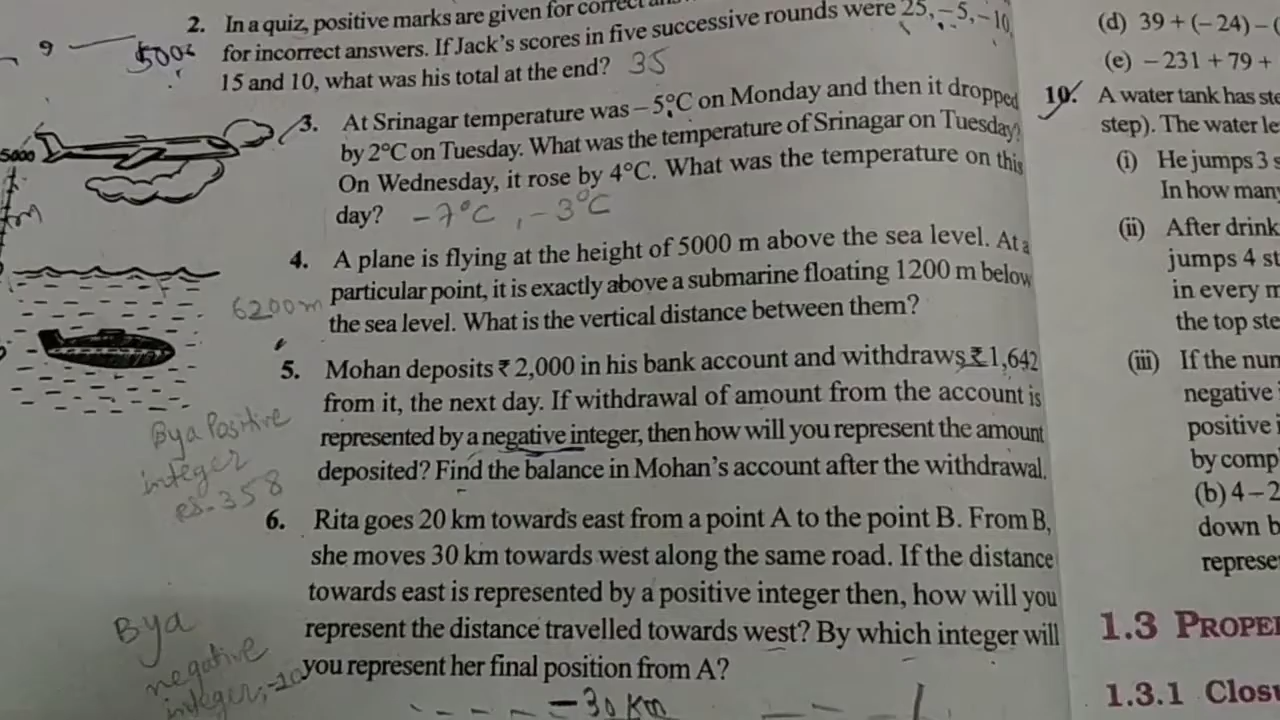 9
5000
2. In a quiz, positive marks are given for correct
for incorrect answers. If Jack's scores in five successive rounds were 25, –5, –10,
15 and 10, what was his total at the end? 35
3. At Srinagar temperature was – 5°C on Monday and then it dropped
by 2°C on Tuesday. What was the temperature of Srinagar on Tuesday?
On Wednesday, it rose by 4°C. What was the temperature on this
day? -7°C, -3°C
5000
m
4. A plane is flying at the height of 5000 m above the sea level. At a
particular point, it is exactly above a submarine floating 1200 m below
the sea level. What is the vertical distance between them?
6200m
5. Mohan deposits ₹ 2,000 in his bank account and withdraws ₹ 1,642
from it, the next day. If withdrawal of amount from the account is
represented by a negative integer, then how will you represent the amount
deposited? Find the balance in Mohan's account after the withdrawal.
By a Positive
integer
rs. 358
6. Rita goes 20 km towards east from a point A to the point B. From B,
she moves 30 km towards west along the same road. If the distance
towards east is represented by a positive integer then, how will you
represent the distance travelled towards west? By which integer will
you represent her final position from A?
By a
negative
integer,
-30 Km
(d) 39 + (– 24) –
(e) – 231 + 79 +
10. A water tank has ste
step). The water le
(i) He jumps 3 s
In how many
(ii) After drink
jumps 4 st
in every m
the top ste
(iii) If the num
negative
positive i
by comp
(b) 4 – 2
down b
represe
1.3 PROPE
1.3.1 Clos